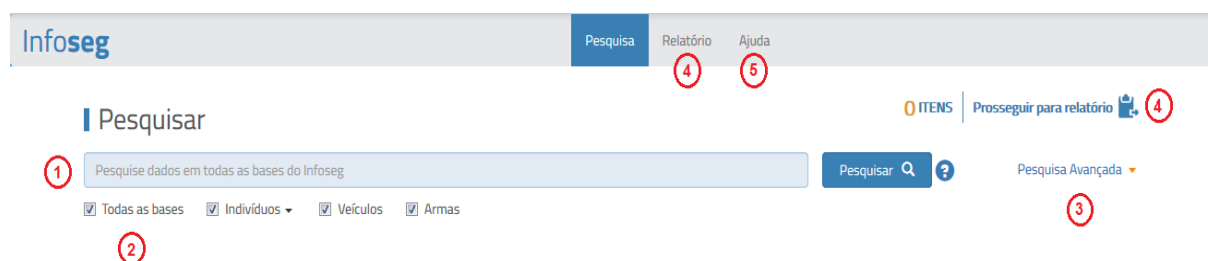 Infoseg Pesquisa Relatório Ajuda
4 5
Pesquisar 0 ITENS Prosseguir para relatório 4
1 Pesquise dados em todas as bases do Infoseg Pesquisar ? Pesquisa Avançada
Todas as bases Indivíduos Veículos Armas 3
2